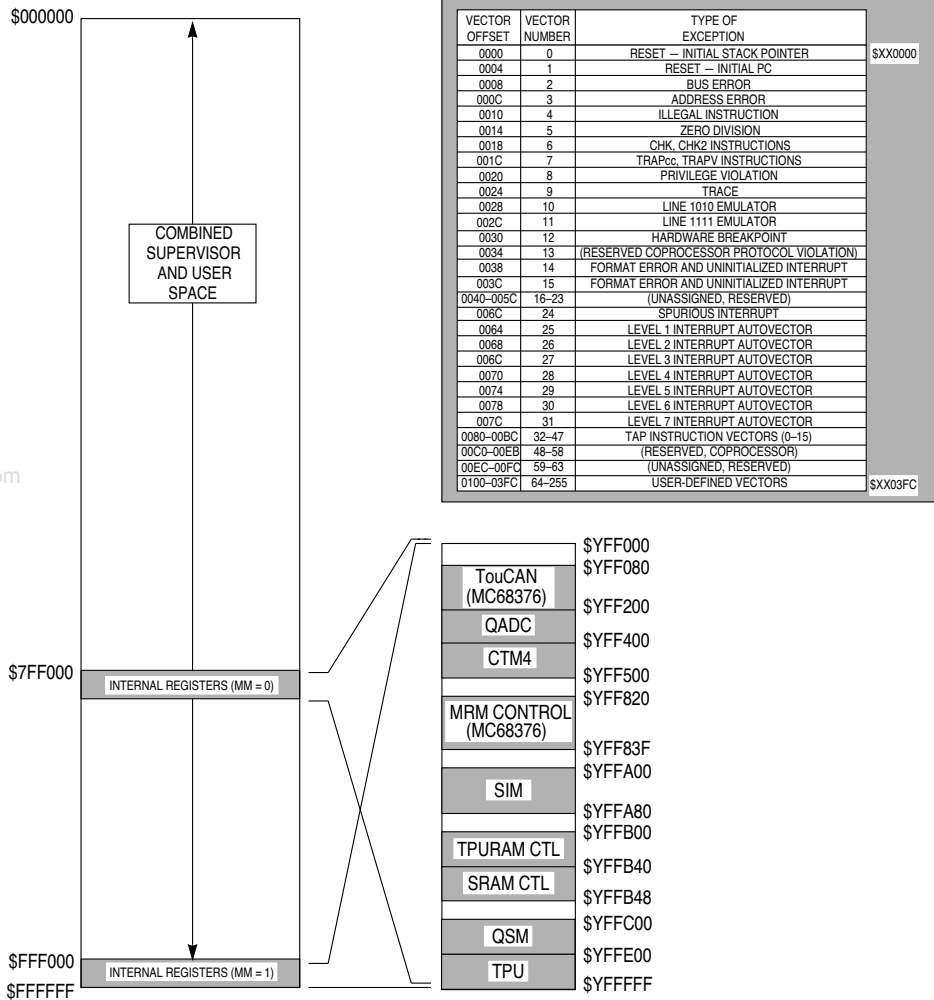 $000000
COMBINED
SUPERVISOR
AND USER
SPACE
$7FF000
INTERNAL REGISTERS (MM = 0)
$FFF000
INTERNAL REGISTERS (MM = 1)
$FFFFFF
om
VECTOR OFFSET VECTOR NUMBER TYPE OF EXCEPTION
0000 0 RESET — INITIAL STACK POINTER $XX0000
0004 1 RESET — INITIAL PC
0008 2 BUS ERROR
000C 3 ADDRESS ERROR
0010 4 ILLEGAL INSTRUCTION
0014 5 ZERO DIVISION
0018 6 CHK, CHK2 INSTRUCTIONS
001C 7 TRAPcc, TRAPV INSTRUCTIONS
0020 8 PRIVILEGE VIOLATION
0024 9 TRACE
0028 10 LINE 1010 EMULATOR
002C 11 LINE 1111 EMULATOR
0030 12 HARDWARE BREAKPOINT
0034 13 (RESERVED COPROCESSOR PROTOCOL VIOLATION)
0038 14 FORMAT ERROR AND UNINITIALIZED INTERRUPT
003C 15 FORMAT ERROR AND UNINITIALIZED INTERRUPT
0040–005C 16–23 (UNASSIGNED, RESERVED)
006C 24 SPURIOUS INTERRUPT
0064 25 LEVEL 1 INTERRUPT AUTOVECTOR
0068 26 LEVEL 2 INTERRUPT AUTOVECTOR
006C 27 LEVEL 3 INTERRUPT AUTOVECTOR
0070 28 LEVEL 4 INTERRUPT AUTOVECTOR
0074 29 LEVEL 5 INTERRUPT AUTOVECTOR
0078 30 LEVEL 6 INTERRUPT AUTOVECTOR
007C 31 LEVEL 7 INTERRUPT AUTOVECTOR
0080–00BC 32–47 TAP INSTRUCTION VECTORS (0–15)
00C0–00EB 48–58 (RESERVED, COPROCESSOR)
00EC–00FC 59–63 (UNASSIGNED, RESERVED)
0100–03FC 64–255 USER-DEFINED VECTORS $XX03FC
$YFF000
$YFF080
TouCAN
(MC68376)
$YFF200
QADC
$YFF400
CTM4
$YFF500
$YFF820
MRM CONTROL
(MC68376)
$YFF83F
$YFFA00
SIM
$YFFA80
$YFFB00
TPURAM CTL
$YFFB40
SRAM CTL
$YFFB48
$YFFC00
QSM
$YFFE00
TPU
$YFFFFF